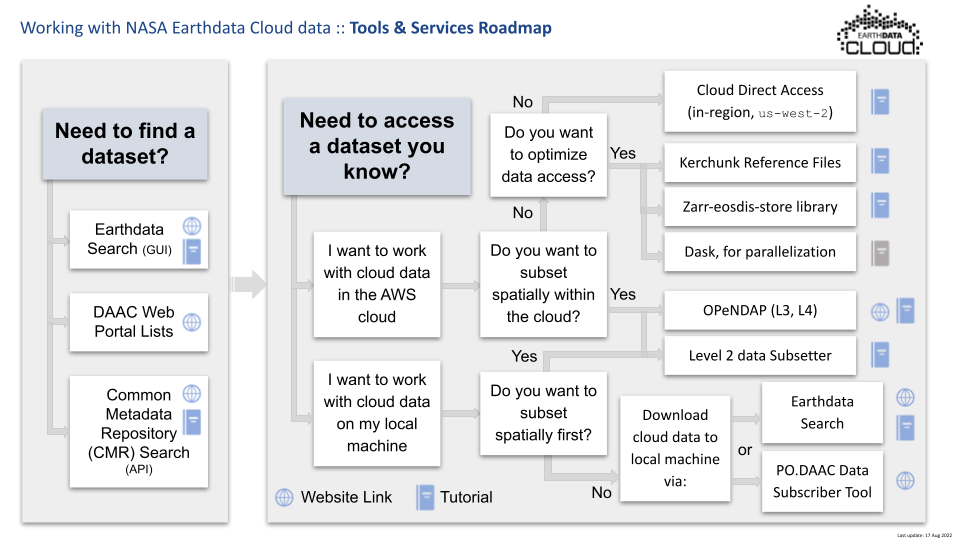 Working with NASA Earthdata Cloud data :: Tools & Services Roadmap
EARTHDATA
CLOUD
Need to find a
dataset?
Earthdata
Search (GUI)
DAAC Web
Portal Lists
Common
Metadata
Repository
(CMR) Search
(API)
Need to access
a dataset you
know?
I want to work
with cloud data
in the AWS
cloud
I want to work
with cloud data
on my local
machine
No
Do you want
to optimize
data access?
Yes
No
Do you want to
subset
spatially within
the cloud?
Yes
Yes
Do you want to
subset
spatially first?
No
Cloud Direct Access
(in-region, us-west-2)
Kerchunk Reference Files
Zarr-eosdis-store library
Dask, for parallelization
OPeNDAP (L3, L4)
Level 2 data Subsetter
Download
cloud data to
local machine
via:
Earthdata
Search
or
PO.DAAC Data
Subscriber Tool
Website Link
Tutorial
Last update: 17 Aug 2022